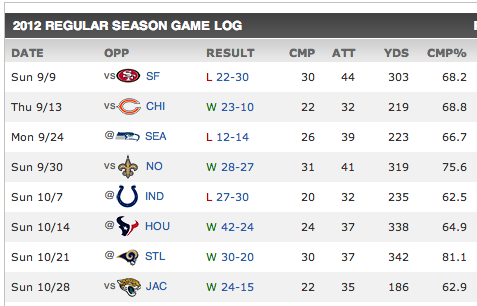 2012 REGULAR SEASON GAME LOG
DATE OPP RESULT CMP ATT YDS CMP%
Sun 9/9 vs SF L 22-30 30 44 303 68.2
Thu 9/13 vs CHI W 23-10 22 32 219 68.8
Mon 9/24 @ SEA L 12-14 26 39 223 66.7
Sun 9/30 vs NO W 28-27 31 41 319 75.6
Sun 10/7 @ IND L 27-30 20 32 235 62.5
Sun 10/14 @ HOU W 42-24 24 37 338 64.9
Sun 10/21 @ STL W 30-20 30 37 342 81.1
Sun 10/28 vs JAC W 24-15 22 35 186 62.9